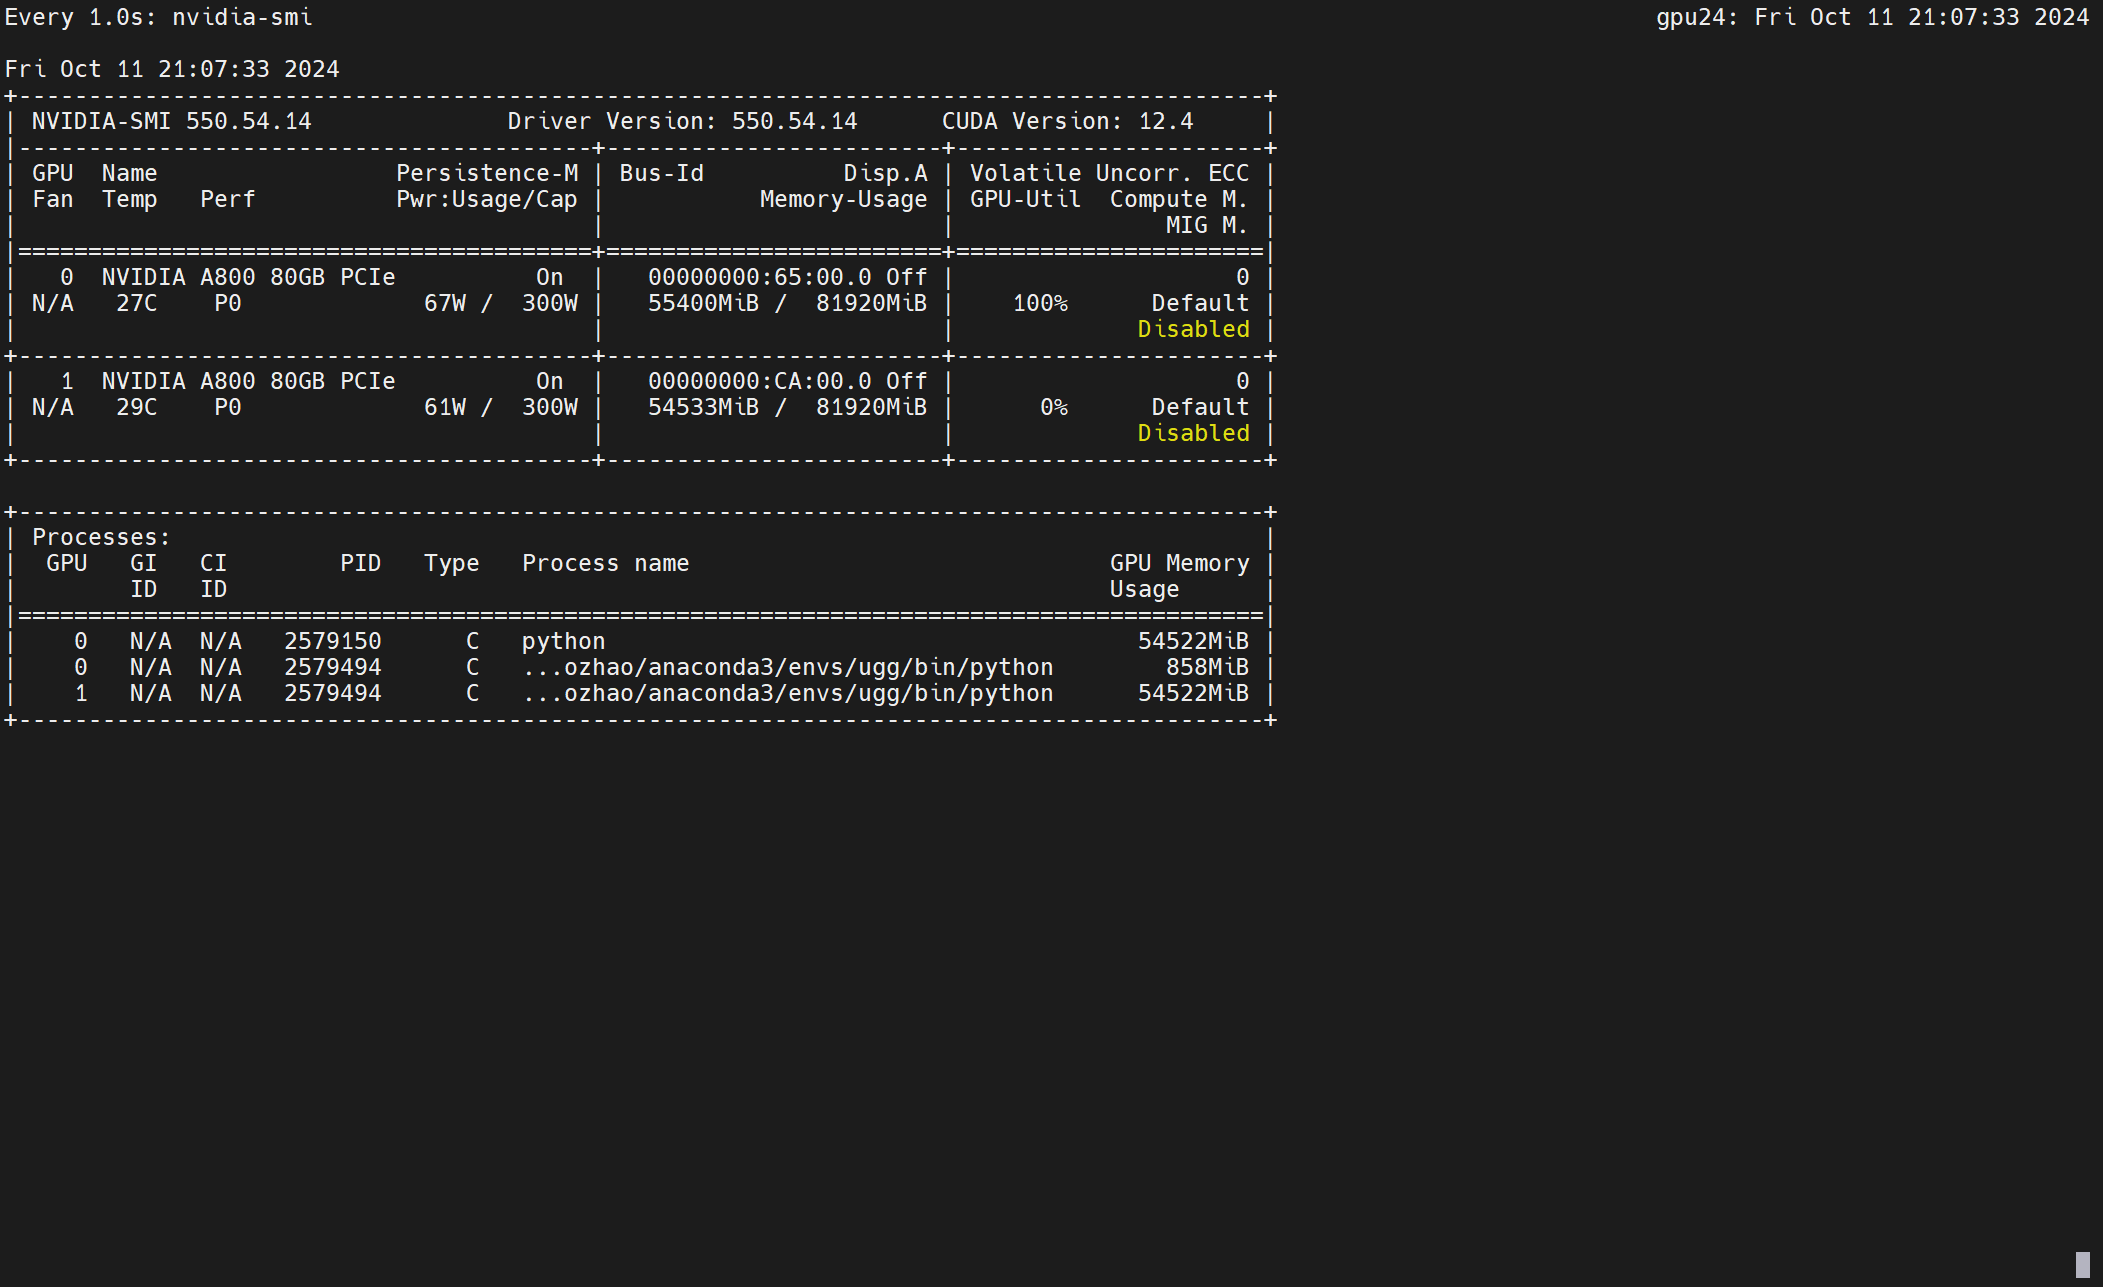 Every 1.0s: nvidia-smi                                                                                                gpu24: Fri Oct 11 21:07:33 2024
Fri Oct 11 21:07:33 2024
+-----------------------------------------------------------------------------------------+
| NVIDIA-SMI 550.54.14              Driver Version: 550.54.14      CUDA Version: 12.4     |
|-----------------------------------------+------------------------+----------------------+
| GPU  Name                 Persistence-M | Bus-Id          Disp.A | Volatile Uncorr. ECC |
| Fan  Temp   Perf          Pwr:Usage/Cap |           Memory-Usage | GPU-Util  Compute M. |
|                                         |                        |               MIG M. |
|=========================================+========================+======================|
|   0  NVIDIA A800 80GB PCIe          On  |   00000000:65:00.0 Off |                    0 |
| N/A   27C    P0             67W /  300W |   55400MiB /  81920MiB |    100%      Default |
|                                         |                        |             Disabled |
+-----------------------------------------+------------------------+----------------------+
|   1  NVIDIA A800 80GB PCIe          On  |   00000000:CA:00.0 Off |                    0 |
| N/A   29C    P0             61W /  300W |   54533MiB /  81920MiB |      0%      Default |
|                                         |                        |             Disabled |
+-----------------------------------------+------------------------+----------------------+
+-----------------------------------------------------------------------------------------+
| Processes:                                                                              |
|  GPU   GI   CI        PID   Type   Process name                              GPU Memory |
|        ID   ID                                                               Usage      |
|=========================================================================================|
|    0   N/A  N/A   2579150      C   python                                      54522MiB |
|    0   N/A  N/A   2579494      C   ...ozhao/anaconda3/envs/ugg/bin/python        858MiB |
|    1   N/A  N/A   2579494      C   ...ozhao/anaconda3/envs/ugg/bin/python      54522MiB |
+-----------------------------------------------------------------------------------------+